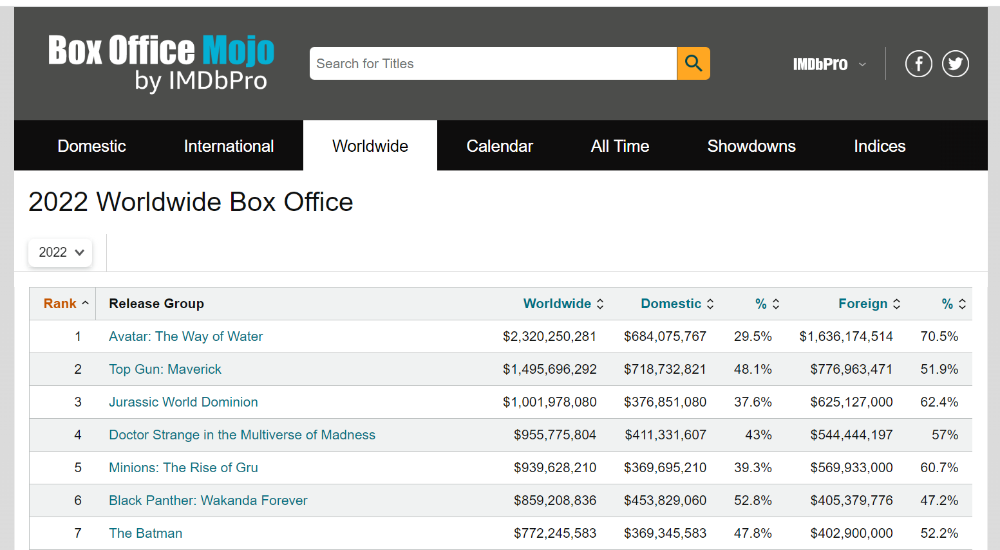 Box Office Mojo
by IMDbPro
Search for Titles
IMDbPro
Domestic International Worldwide Calendar All Time Showdowns Indices
2022 Worldwide Box Office
2022
Rank Release Group Worldwide Domestic % Foreign %
1 Avatar: The Way of Water $2,320,250,281 $684,075,767 29.5% $1,636,174,514 70.5%
2 Top Gun: Maverick $1,495,696,292 $718,732,821 48.1% $776,963,471 51.9%
3 Jurassic World Dominion $1,001,978,080 $376,851,080 37.6% $625,127,000 62.4%
4 Doctor Strange in the Multiverse of Madness $955,775,804 $411,331,607 43% $544,444,197 57%
5 Minions: The Rise of Gru $939,628,210 $369,695,210 39.3% $569,933,000 60.7%
6 Black Panther: Wakanda Forever $859,208,836 $453,829,060 52.8% $405,379,776 47.2%
7 The Batman $772,245,583 $369,345,583 47.8% $402,900,000 52.2%